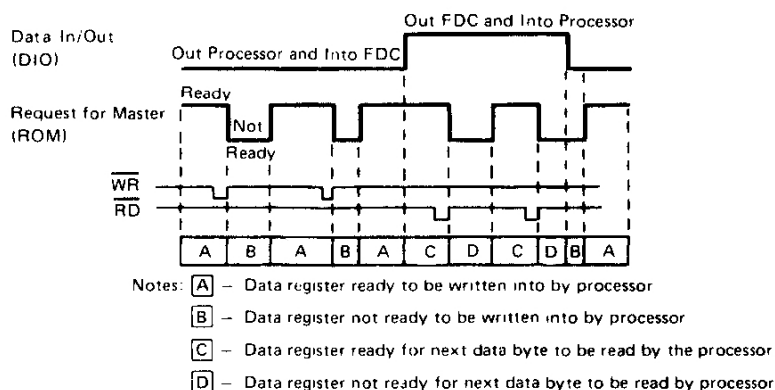 Out FDC and Into Processor
Data In/Out
(DIO)
Out Processor and Into FDC
Ready
Request for Master
(ROM)
Not
Ready
WR
RD
A B A B A C D C D B A
Notes: A – Data register ready to be written into by processor
B – Data register not ready to be written into by processor
C – Data register ready for next data byte to be read by the processor
D – Data register not ready for next data byte to be read by processor